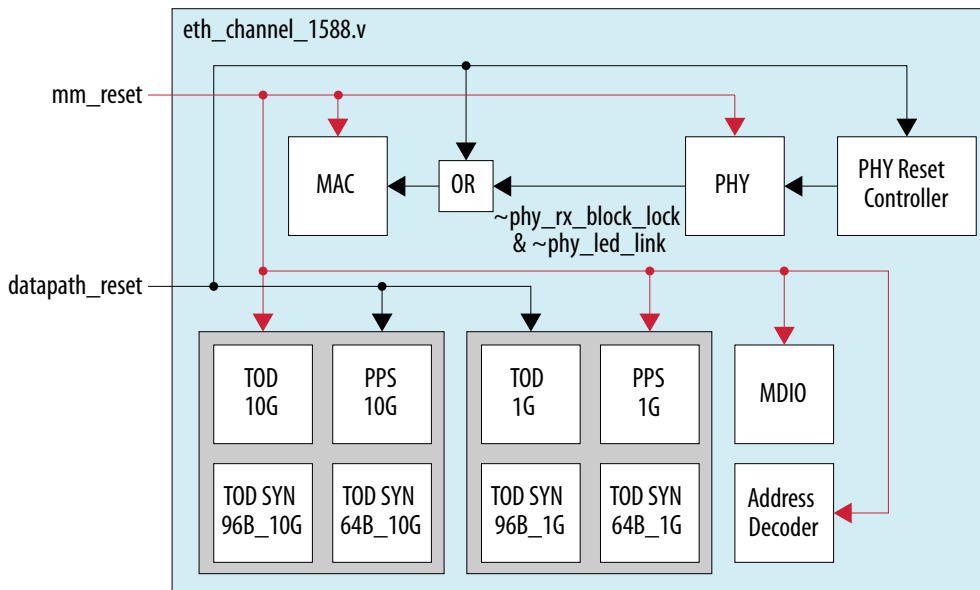 eth_channel_1588.v
mm_reset
MAC
OR
PHY
PHY Reset
Controller
~phy_rx_block_lock
& ~phy_led_link
datapath_reset
TOD
10G
PPS
10G
TOD
1G
PPS
1G
MDIO
TOD SYN
96B_10G
TOD SYN
64B_10G
TOD SYN
96B_1G
TOD SYN
64B_1G
Address
Decoder